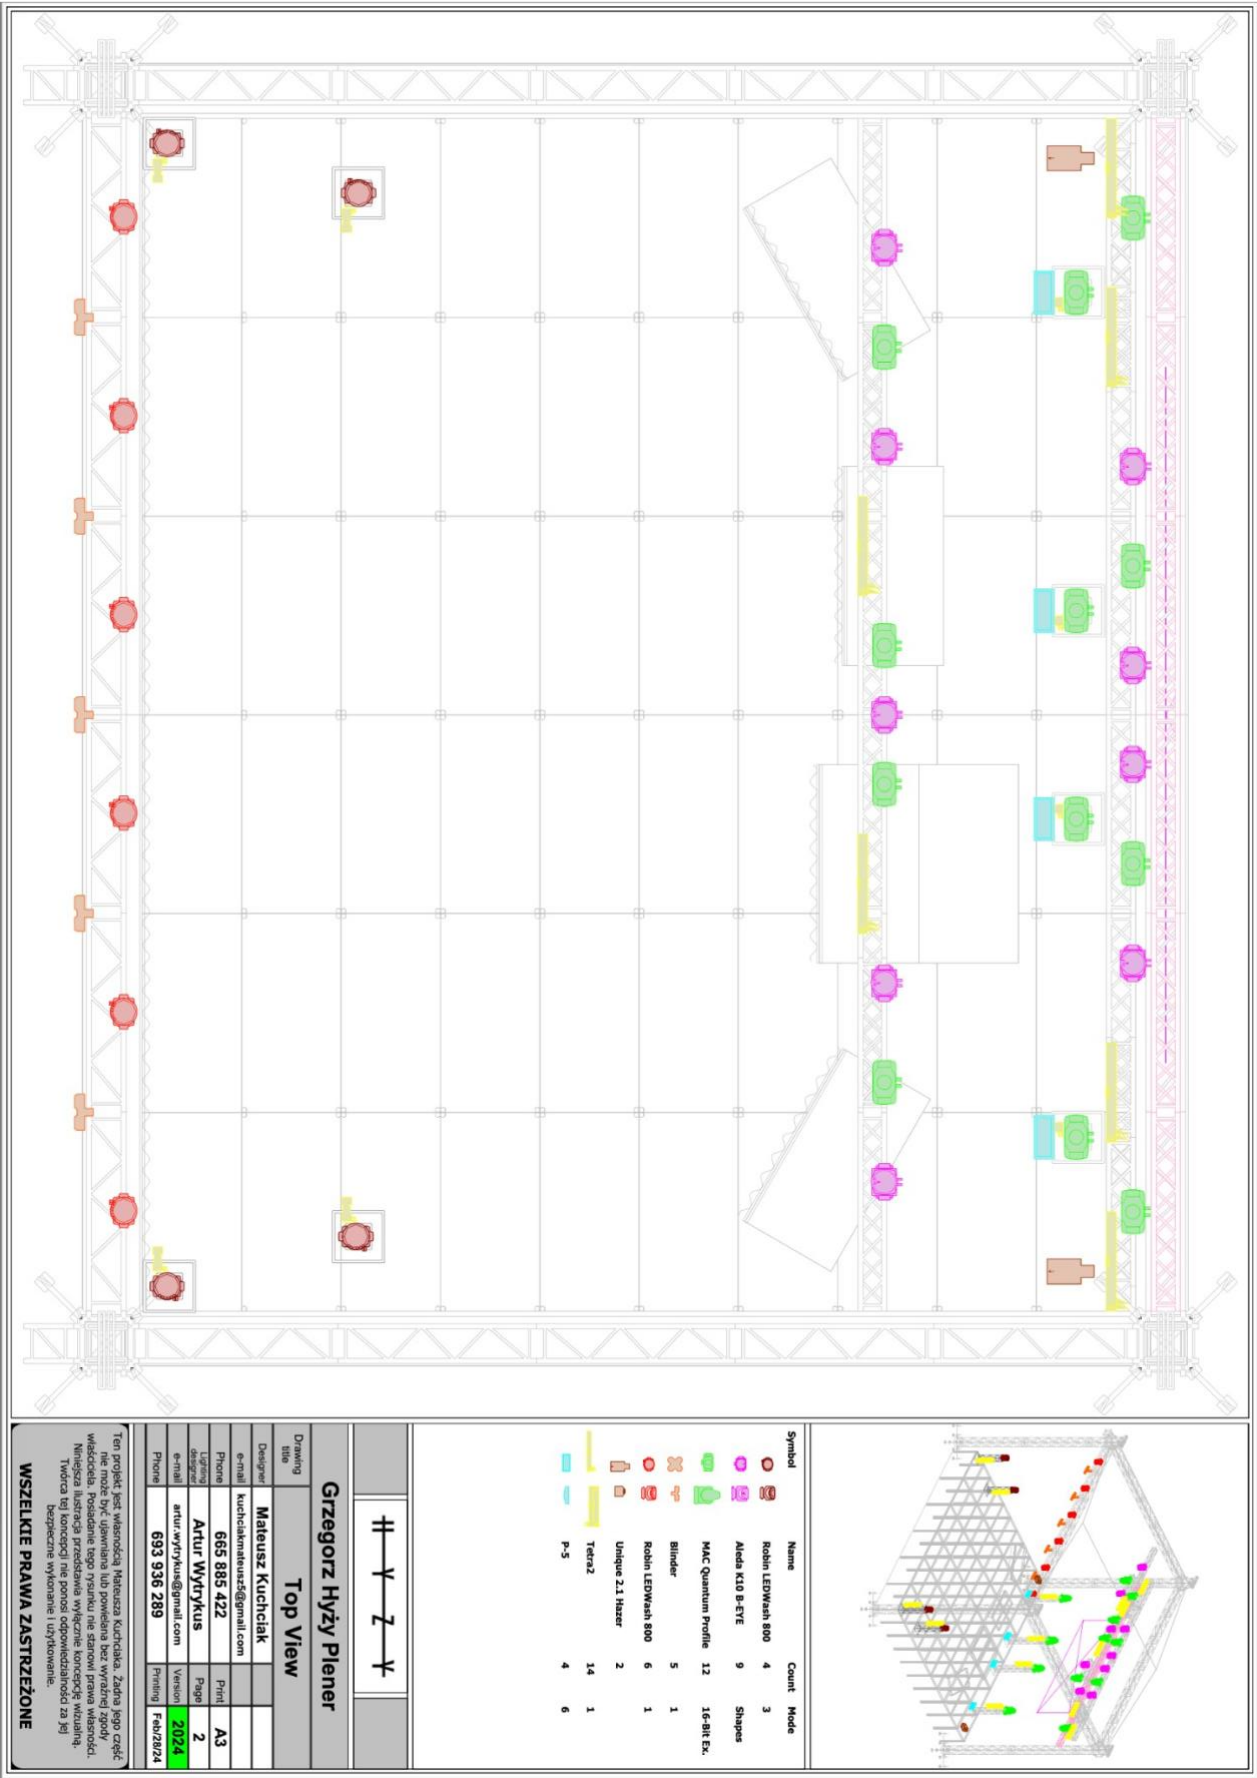 Symbol Name Count Mode
Robin LEDWash 800 4 3
Aleda K10 B-EYE 9 Shapes
MAC Quantum Profile 12 16-Bit Ex.
Blinder 5 1
Robin LEDWash 800 6 1
Unique 2.1 Hazer 2
Tetra2 14 1
P-5 4 6
HYZY
Grzegorz Hyży Plener
Drawing title Top View
Designer Mateusz Kuchciak
e-mail kuchciakmateusz5@gmail.com
Phone 665 885 422 Print A3
Lighting designer Artur Wytrykus Page 2
e-mail artur.wytrykus@gmail.com Version 2024
Phone 693 936 289 Printing Feb/28/24
Ten projekt jest własnością Mateusza Kuchciaka. Żadna jego część
nie może być ujawniana lub powielana bez wyraźnej zgody
właściciela. Posiadanie tego rysunku nie stanowi prawa własności.
Niniejsza ilustracja przedstawia wyłącznie koncepcję wizualną.
Twórca tej koncepcji nie ponosi odpowiedzialności za jej
bezpieczne wykonanie i użytkowanie.
WSZELKIE PRAWA ZASTRZEŻONE